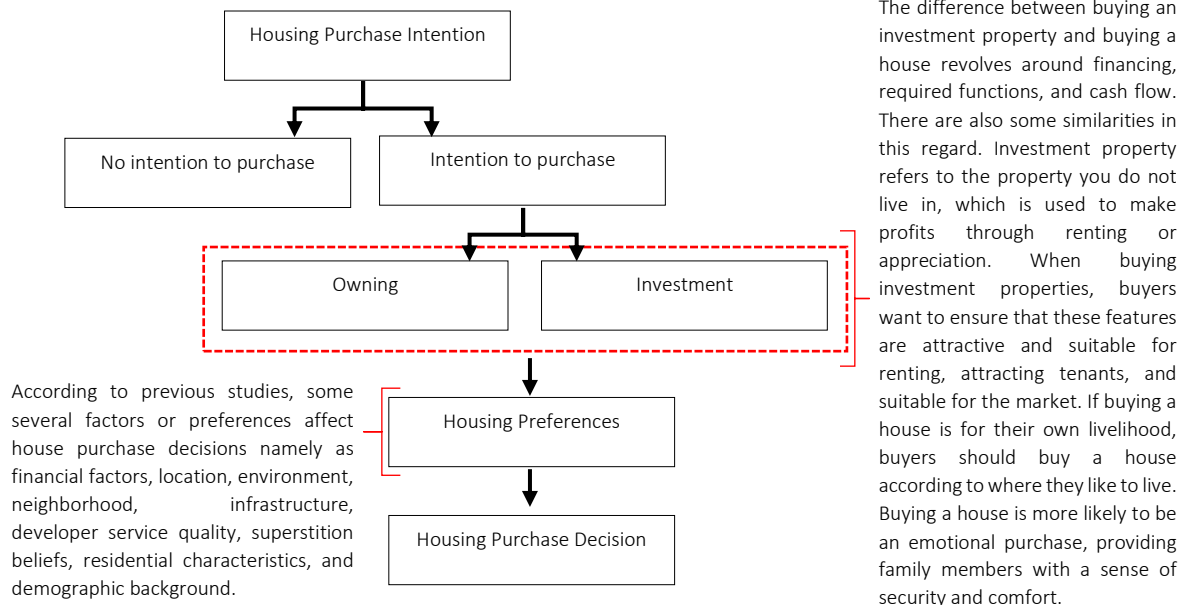 Housing Purchase Intention
No intention to purchase
Intention to purchase
Owning
Investment
Housing Preferences
Housing Purchase Decision
According to previous studies, some
several factors or preferences affect
house purchase decisions namely as
financial factors, location, environment,
neighborhood, infrastructure,
developer service quality, superstition
beliefs, residential characteristics, and
demographic background.
The difference between buying an
investment property and buying a
house revolves around financing,
required functions, and cash flow.
There are also some similarities in
this regard. Investment property
refers to the property you do not
live in, which is used to make
profits through renting or
appreciation. When buying
investment properties, buyers
want to ensure that these features
are attractive and suitable for
renting, attracting tenants, and
suitable for the market. If buying a
house is for their own livelihood,
buyers should buy a house
according to where they like to live.
Buying a house is more likely to be
an emotional purchase, providing
family members with a sense of
security and comfort.